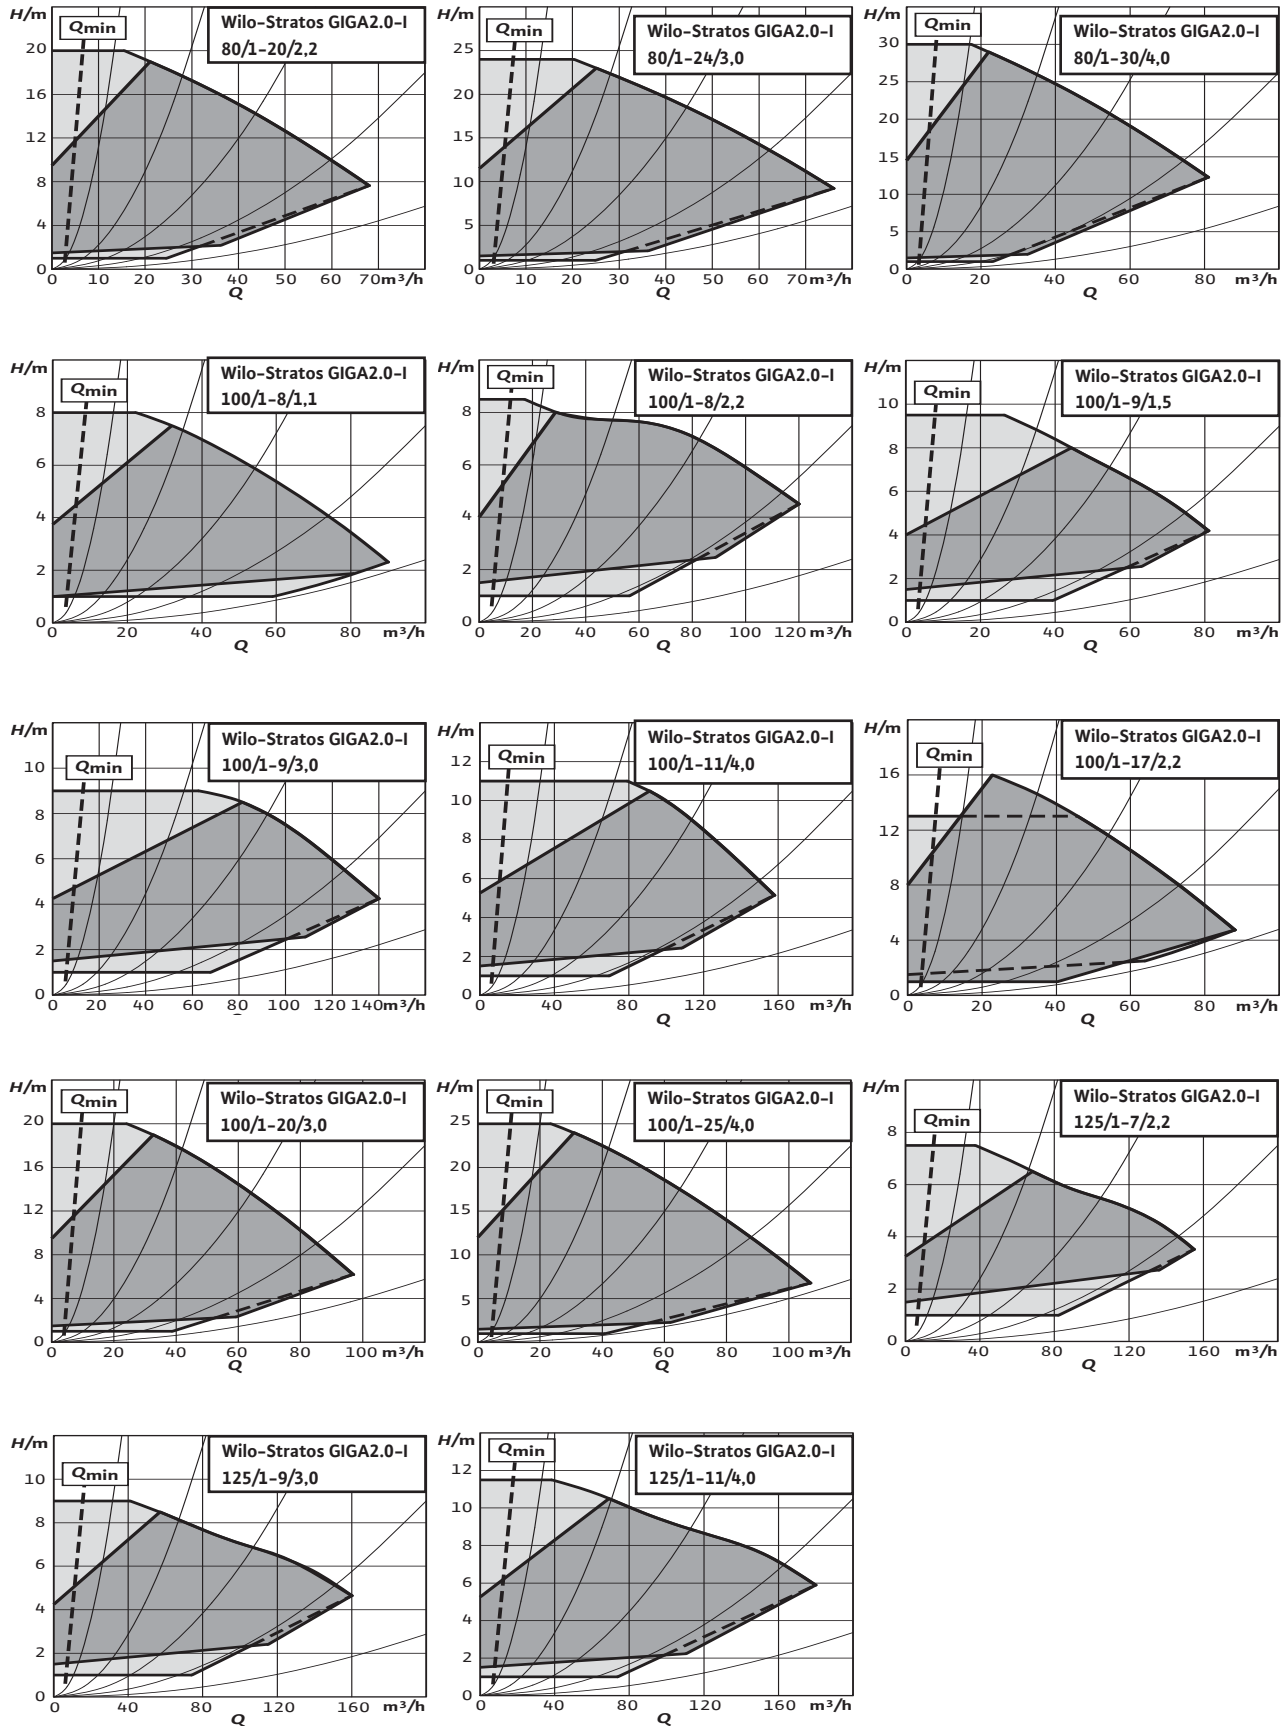 H/m
Qmin
Wilo-Stratos GIGA2.0-I
80/1-20/2,2
20
16
12
8
4
0
0 10 20 30 40 50 60 70 m³/h
Q
Qmin
Wilo-Stratos GIGA2.0-I
80/1-24/3,0
H/m
25
20
15
10
5
0
0 10 20 30 40 50 60 70 m³/h
Q
H/m
Qmin
Wilo-Stratos GIGA2.0-I
80/1-30/4,0
30
25
20
15
10
5
0
0 20 40 60 80 m³/h
Q
H/m
Qmin
Wilo-Stratos GIGA2.0-I
100/1-8/1,1
8
6
4
2
0
0 20 40 60 80 m³/h
Q
H/m
Qmin
Wilo-Stratos GIGA2.0-I
100/1-8/2,2
8
6
4
2
0
0 20 40 60 80 100 120 m³/h
Q
H/m
Qmin
Wilo-Stratos GIGA2.0-I
100/1-9/1,5
10
8
6
4
2
0
0 20 40 60 80 m³/h
Q
H/m
Qmin
Wilo-Stratos GIGA2.0-I
100/1-9/3,0
10
8
6
4
2
0
0 20 40 60 80 100 120 140 m³/h
H/m
Qmin
Wilo-Stratos GIGA2.0-I
100/1-11/4,0
12
10
8
6
4
2
0
0 40 80 120 160 m³/h
Q
H/m
Qmin
Wilo-Stratos GIGA2.0-I
100/1-17/2,2
16
12
8
4
0
0 20 40 60 80 m³/h
Q
H/m
Qmin
Wilo-Stratos GIGA2.0-I
100/1-20/3,0
20
16
12
8
4
0
0 20 40 60 80 100 m³/h
Q
H/m
Qmin
Wilo-Stratos GIGA2.0-I
100/1-25/4,0
25
20
15
10
5
0
0 20 40 60 80 100 m³/h
Q
H/m
Qmin
Wilo-Stratos GIGA2.0-I
125/1-7/2,2
8
6
4
2
0
0 40 80 120 160 m³/h
Q
H/m
Qmin
Wilo-Stratos GIGA2.0-I
125/1-9/3,0
10
8
6
4
2
0
0 40 80 120 160 m³/h
Q
H/m
Qmin
Wilo-Stratos GIGA2.0-I
125/1-11/4,0
12
10
8
6
4
2
0
0 40 80 120 160 m³/h
Q